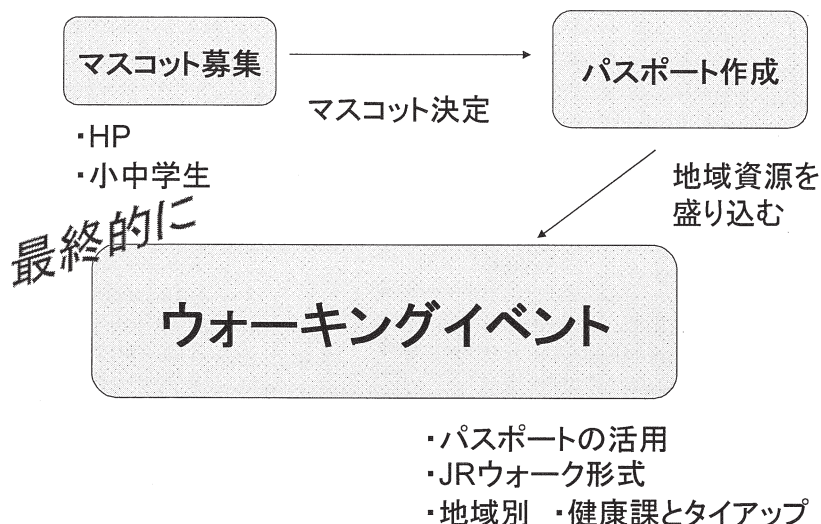 マスコット募集
パスポート作成
マスコット決定
・HP
・小中学生
地域資源を
盛り込む
最終的に
ウォーキングイベント
・パスポートの活用
・JRウォーク形式
・地域別　・健康課とタイアップ